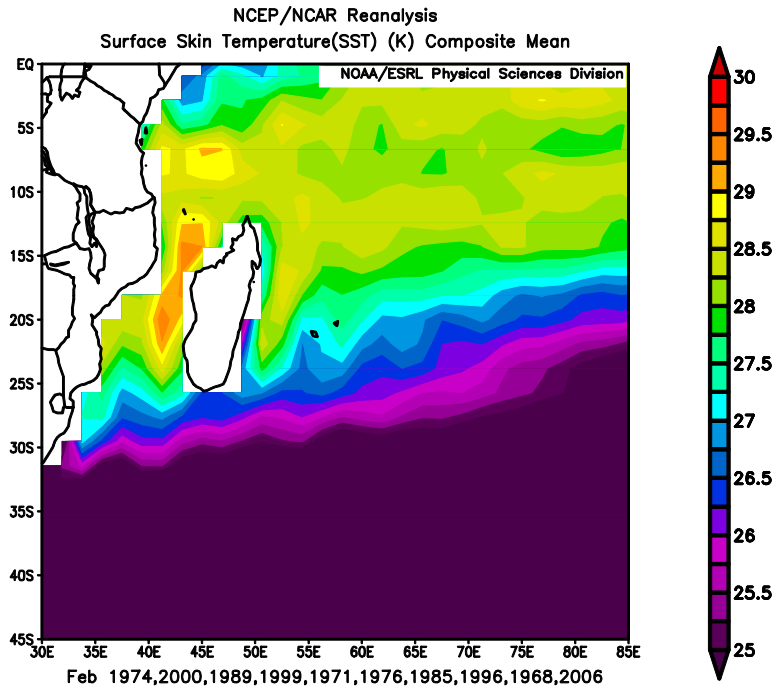 NCEP/NCAR Reanalysis
Surface Skin Temperature(SST) (K) Composite Mean
NOAA/ESRL Physical Sciences Division
EQ
5S
10S
15S
20S
25S
30S
35S
40S
45S
30E 35E 40E 45E 50E 55E 60E 65E 70E 75E 80E 85E
Feb 1974,2000,1989,1999,1971,1976,1985,1996,1968,2006
30
29.5
29
28.5
28
27.5
27
26.5
26
25.5
25